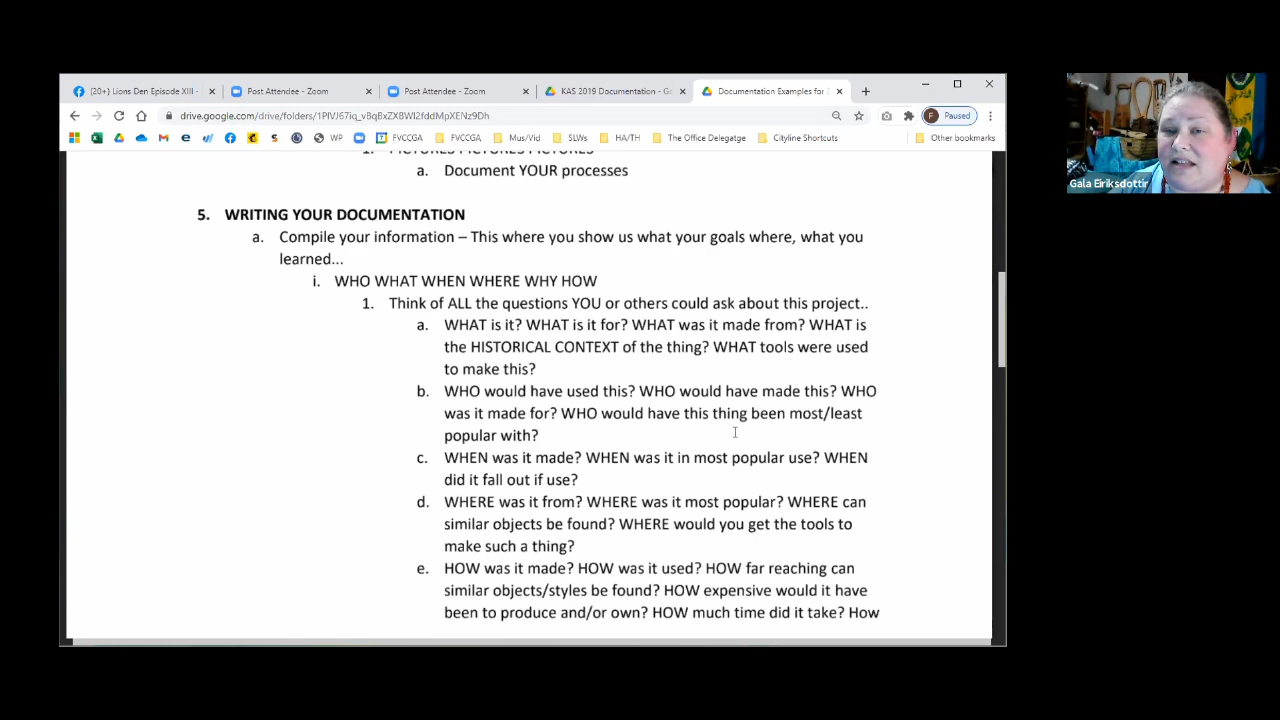 (20+) Lions Den Episode XIII -
Post Attendee - Zoom
Post Attendee - Zoom
KAS 2019 Documentation - Go
Documentation Examples for
drive.google.com/drive/folders/1PIVJ67iq_vBqBxZXBWI2fddMpXENz9Dh
Paused
WP
FVCCGA
FVCCGA
Mus/Vid
SLWs
HA/TH
The Office Delegatge
Cityline Shortcuts
Other bookmarks
1. PICTURES PICTURES PICTURES
a. Document YOUR processes
5. WRITING YOUR DOCUMENTATION
a. Compile your information – This where you show us what your goals where, what you
learned...
i. WHO WHAT WHEN WHERE WHY HOW
1. Think of ALL the questions YOU or others could ask about this project..
a. WHAT is it? WHAT is it for? WHAT was it made from? WHAT is
the HISTORICAL CONTEXT of the thing? WHAT tools were used
to make this?
b. WHO would have used this? WHO would have made this? WHO
was it made for? WHO would have this thing been most/least
popular with?
c. WHEN was it made? WHEN was it in most popular use? WHEN
did it fall out if use?
d. WHERE was it from? WHERE was it most popular? WHERE can
similar objects be found? WHERE would you get the tools to
make such a thing?
e. HOW was it made? HOW was it used? HOW far reaching can
similar objects/styles be found? HOW expensive would it have
been to produce and/or own? HOW much time did it take? How
Gala Eiriksdottir